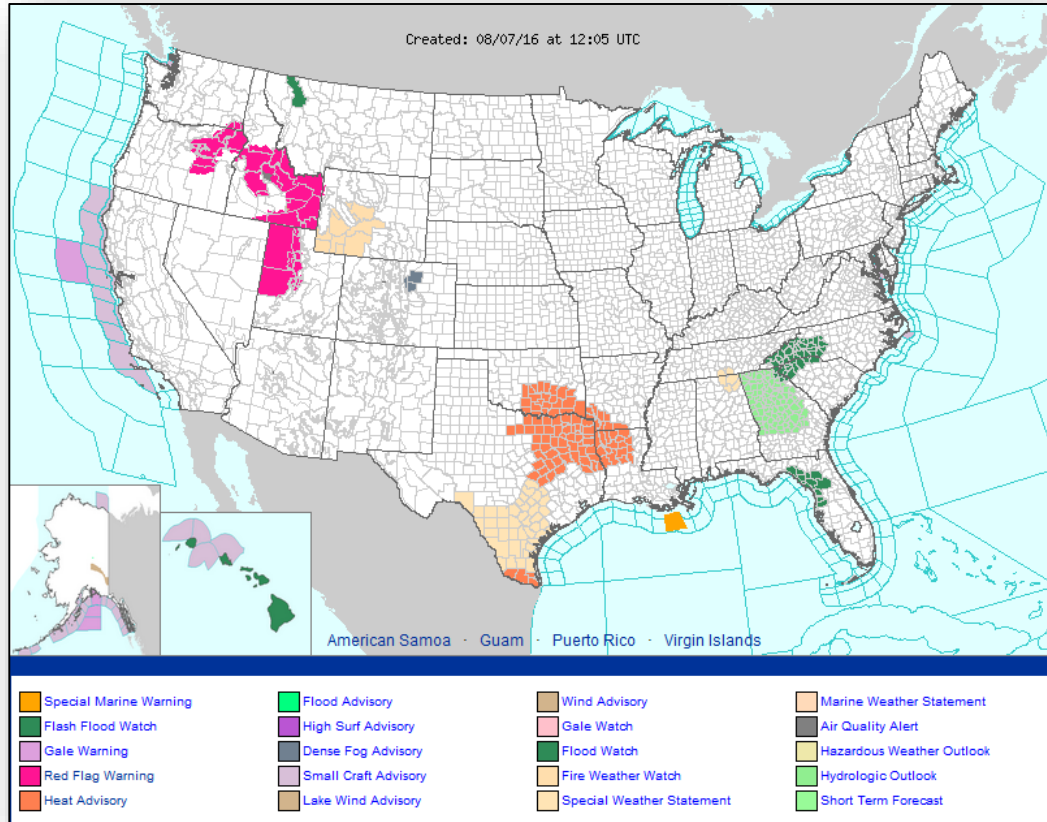 Created: 08/07/16 at 12:05 UTC
American Samoa · Guam · Puerto Rico · Virgin Islands
Special Marine Warning
Flood Advisory
Wind Advisory
Marine Weather Statement
Flash Flood Watch
High Surf Advisory
Gale Watch
Air Quality Alert
Gale Warning
Dense Fog Advisory
Flood Watch
Hazardous Weather Outlook
Red Flag Warning
Small Craft Advisory
Fire Weather Watch
Hydrologic Outlook
Heat Advisory
Lake Wind Advisory
Special Weather Statement
Short Term Forecast